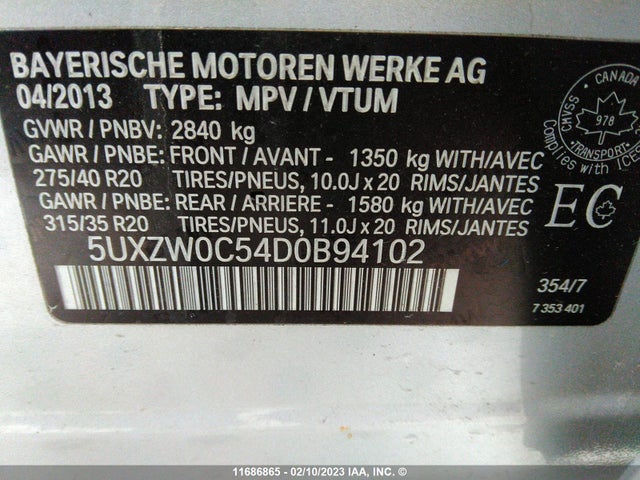 BAYERISCHE MOTOREN WERKE AG
04/2013 TYPE: MPV / VTUM
GVWR / PNBV: 2840 kg
GAWR / PNBE: FRONT / AVANT - 1350 kg WITH/AVEC
275/40 R20 TIRES/PNEUS, 10.0J x 20 RIMS/JANTES
GAWR / PNBE: REAR / ARRIERE - 1580 kg WITH/AVEC
315/35 R20 TIRES/PNEUS, 11.0J x 20 RIMS/JANTES
5UXZW0C54D0B94102
CANADA
CMVSS
978
TRANSPORT
Complies with ICES
EC
354/7
7 353 401
11686865 - 02/10/2023 IAA, INC. ©